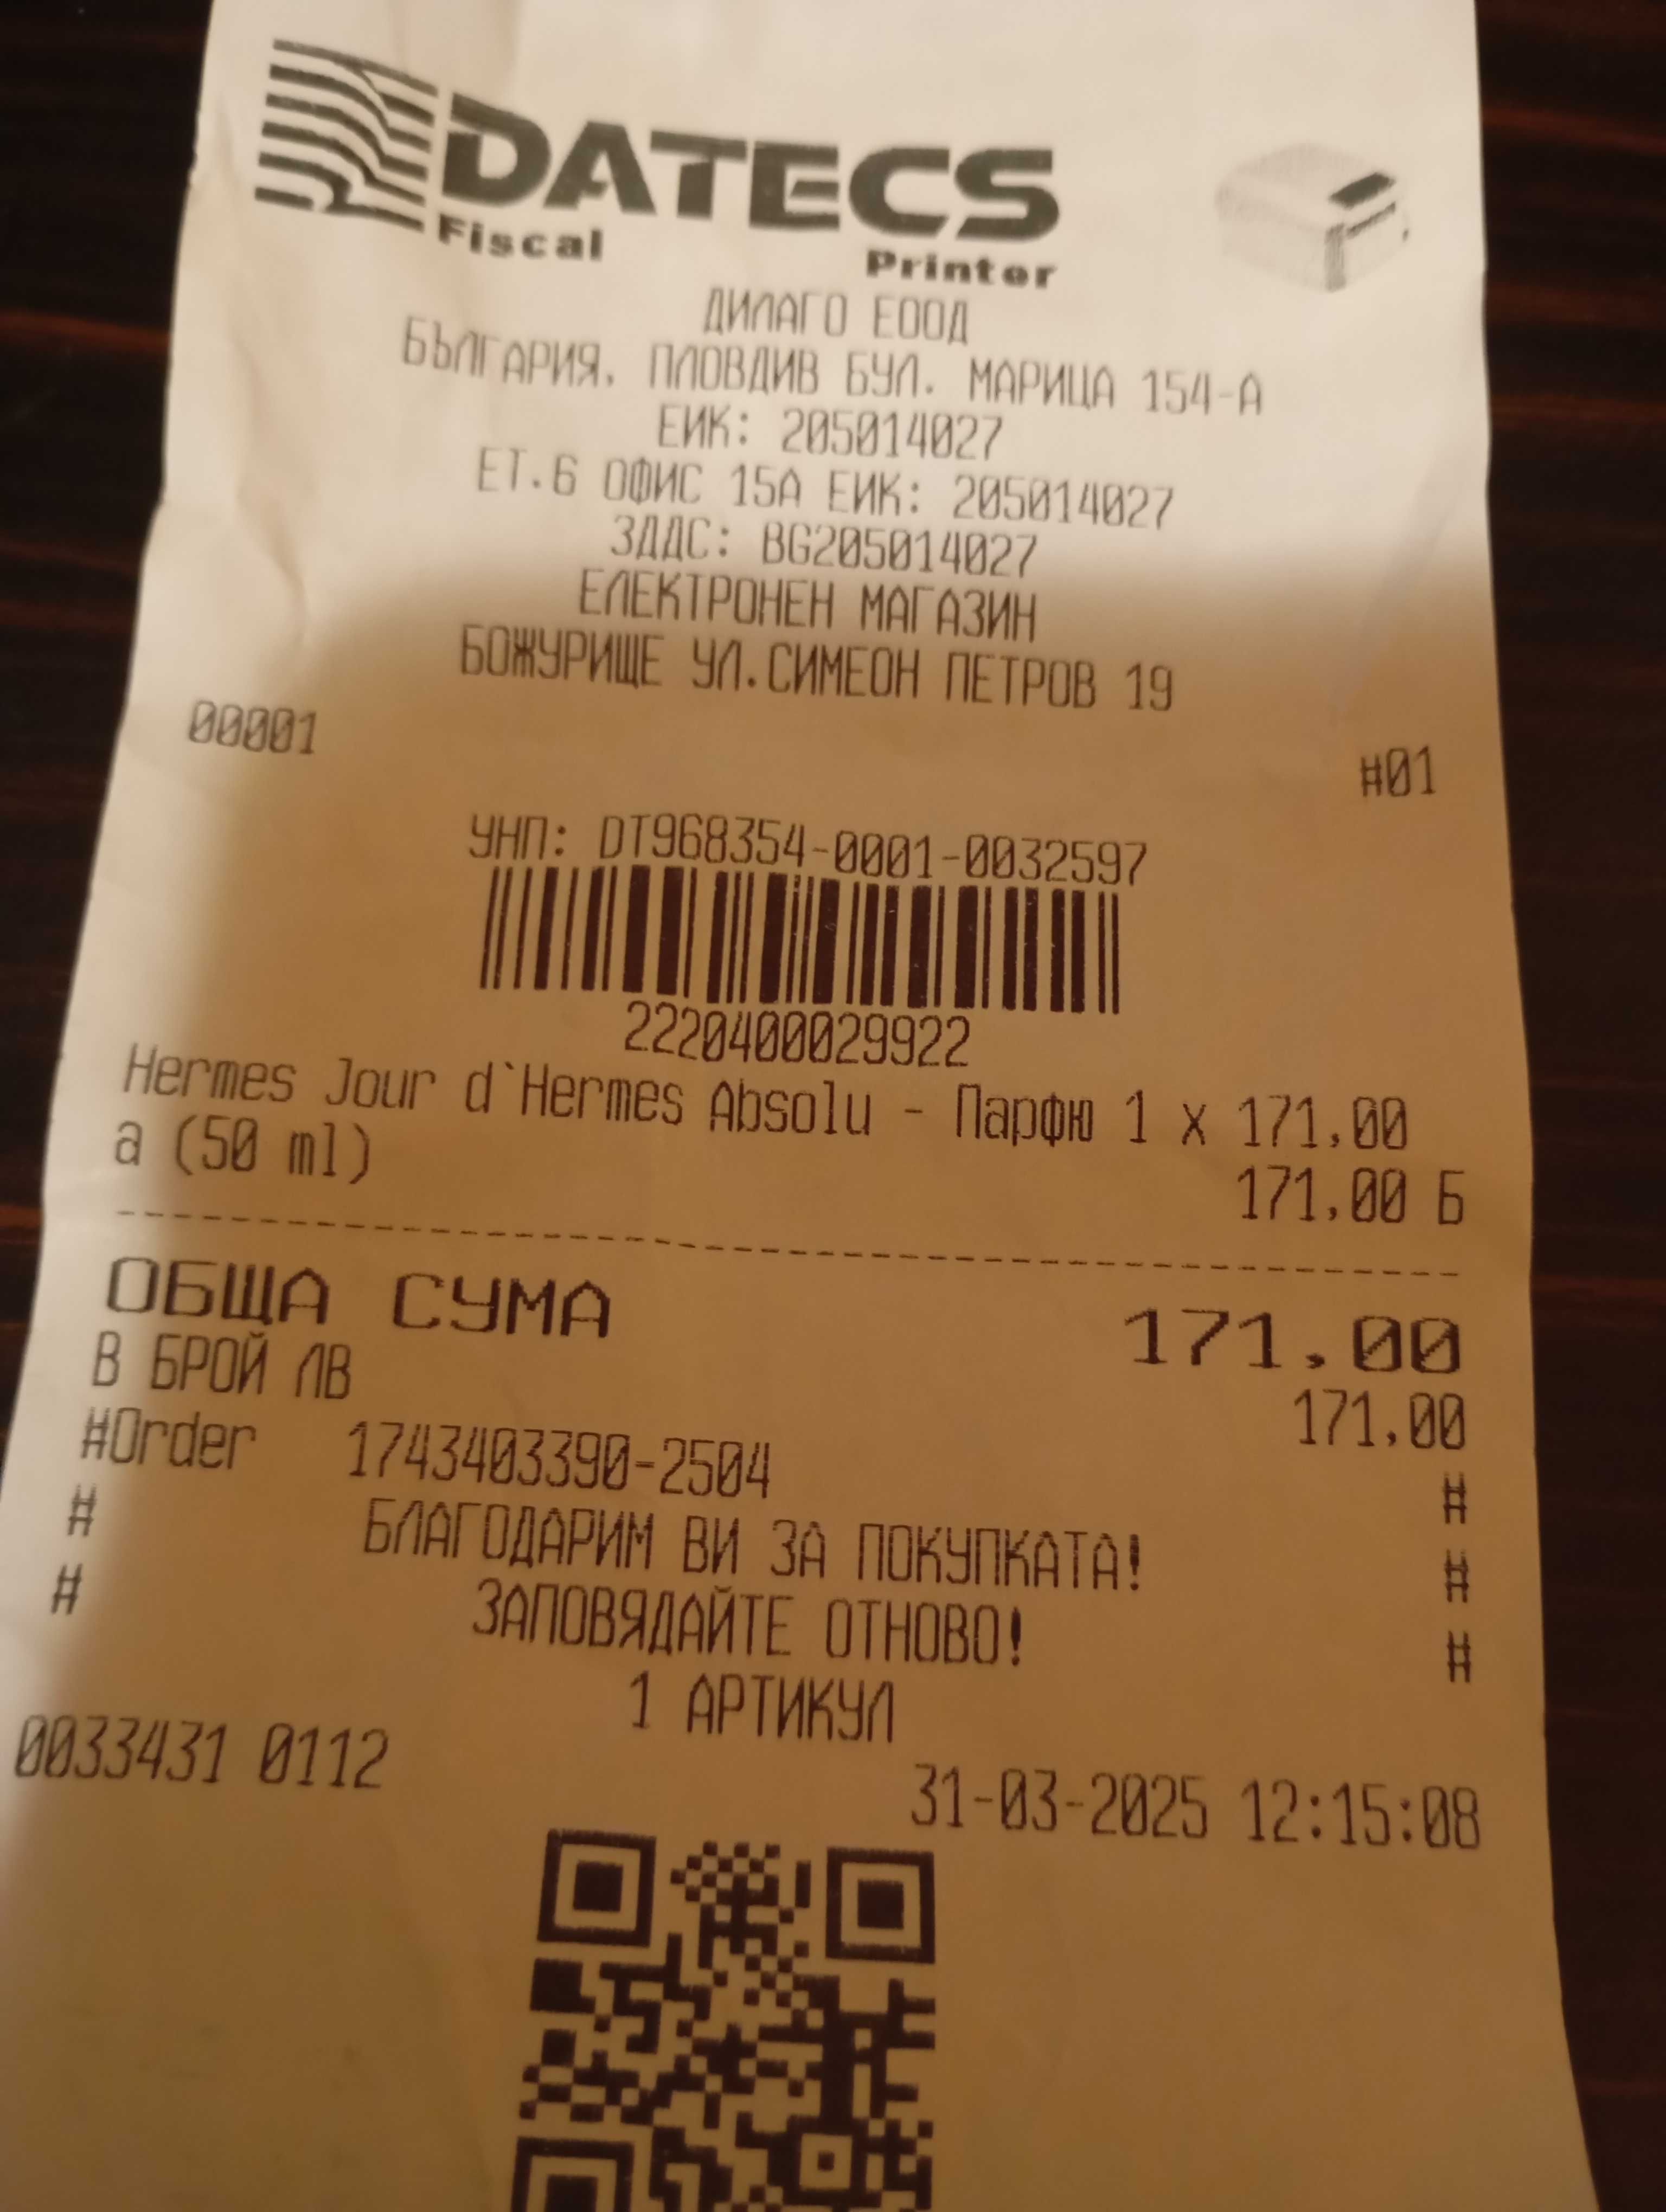 DATECS
Fiscal Printer
ДИЛАГО ЕООД
БЪЛГАРИЯ, ПЛОВДИВ БУЛ. МАРИЦА 154-А
ЕИК: 205014027
ЕТ.6 ОФИС 15А ЕИК: 205014027
ЗДДС: BG205014027
ЕЛЕКТРОНЕН МАГАЗИН
БОЖУРИЩЕ УЛ.СИМЕОН ПЕТРОВ 19
00001 #01
УНП: DT968354-0001-0032597
2220400029922
Hermes Jour d`Hermes Absolu - Парфю 1 x 171,00
а (50 ml) 171,00 Б
ОБЩА СУМА 171.00
В БРОЙ ЛВ 171,00
#Order 1743403390-2504 #
# БЛАГОДАРИМ ВИ ЗА ПОКУПКАТА! #
# ЗАПОВЯДАЙТЕ ОТНОВО! #
1 АРТИКУЛ
0033431 0112 31-03-2025 12:15:08